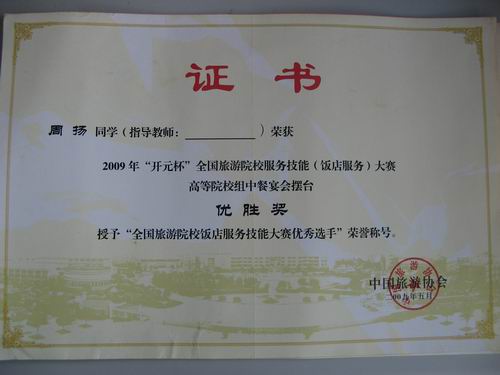 证书
周扬 同学（指导教师：　　　　）荣获
2009年“开元杯”全国旅游院校服务技能（饭店服务）大赛
高等院校组中餐宴会摆台
优胜奖
授予“全国旅游院校饭店服务技能大赛优秀选手”荣誉称号。
中国旅游协会
二00九年五月